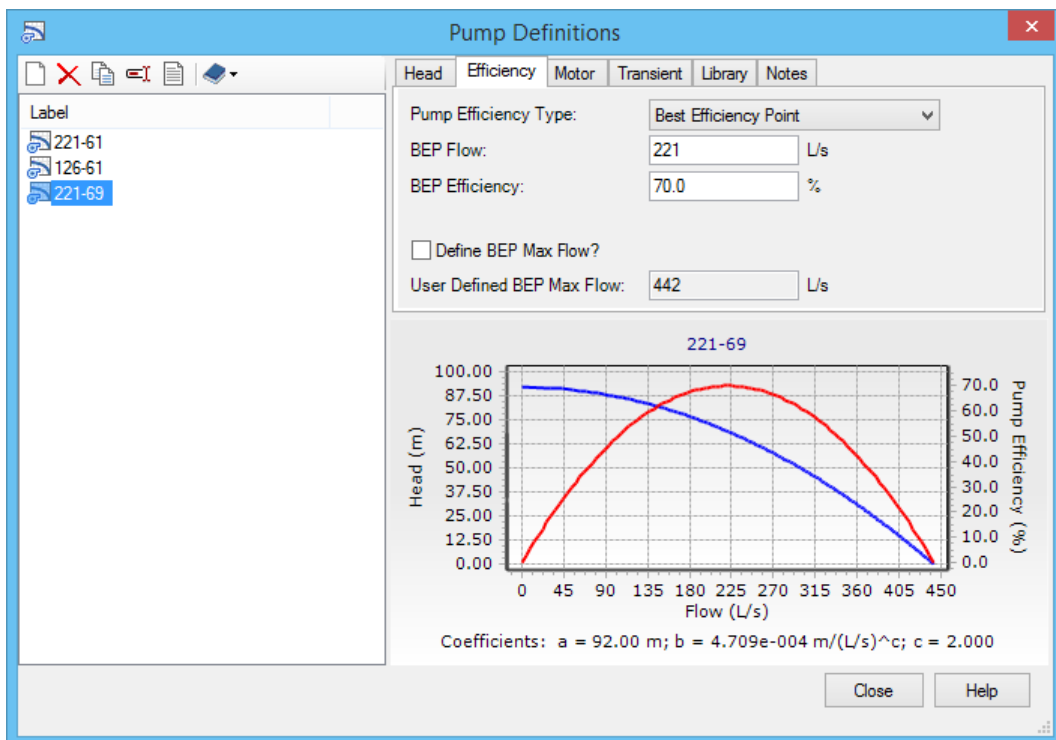 Pump Definitions
Label
221-61
126-61
221-69
Head Efficiency Motor Transient Library Notes
Pump Efficiency Type: Best Efficiency Point
BEP Flow: 221 L/s
BEP Efficiency: 70.0 %
Define BEP Max Flow?
User Defined BEP Max Flow: 442 L/s
221-69
Head (m)
100.00
87.50
75.00
62.50
50.00
37.50
25.00
12.50
0.00
70.0
60.0
50.0
40.0
30.0
20.0
10.0
0.0
Pump Efficiency (%)
0 45 90 135 180 225 270 315 360 405 450
Flow (L/s)
Coefficients: a = 92.00 m; b = 4.709e-004 m/(L/s)^c; c = 2.000
Close Help